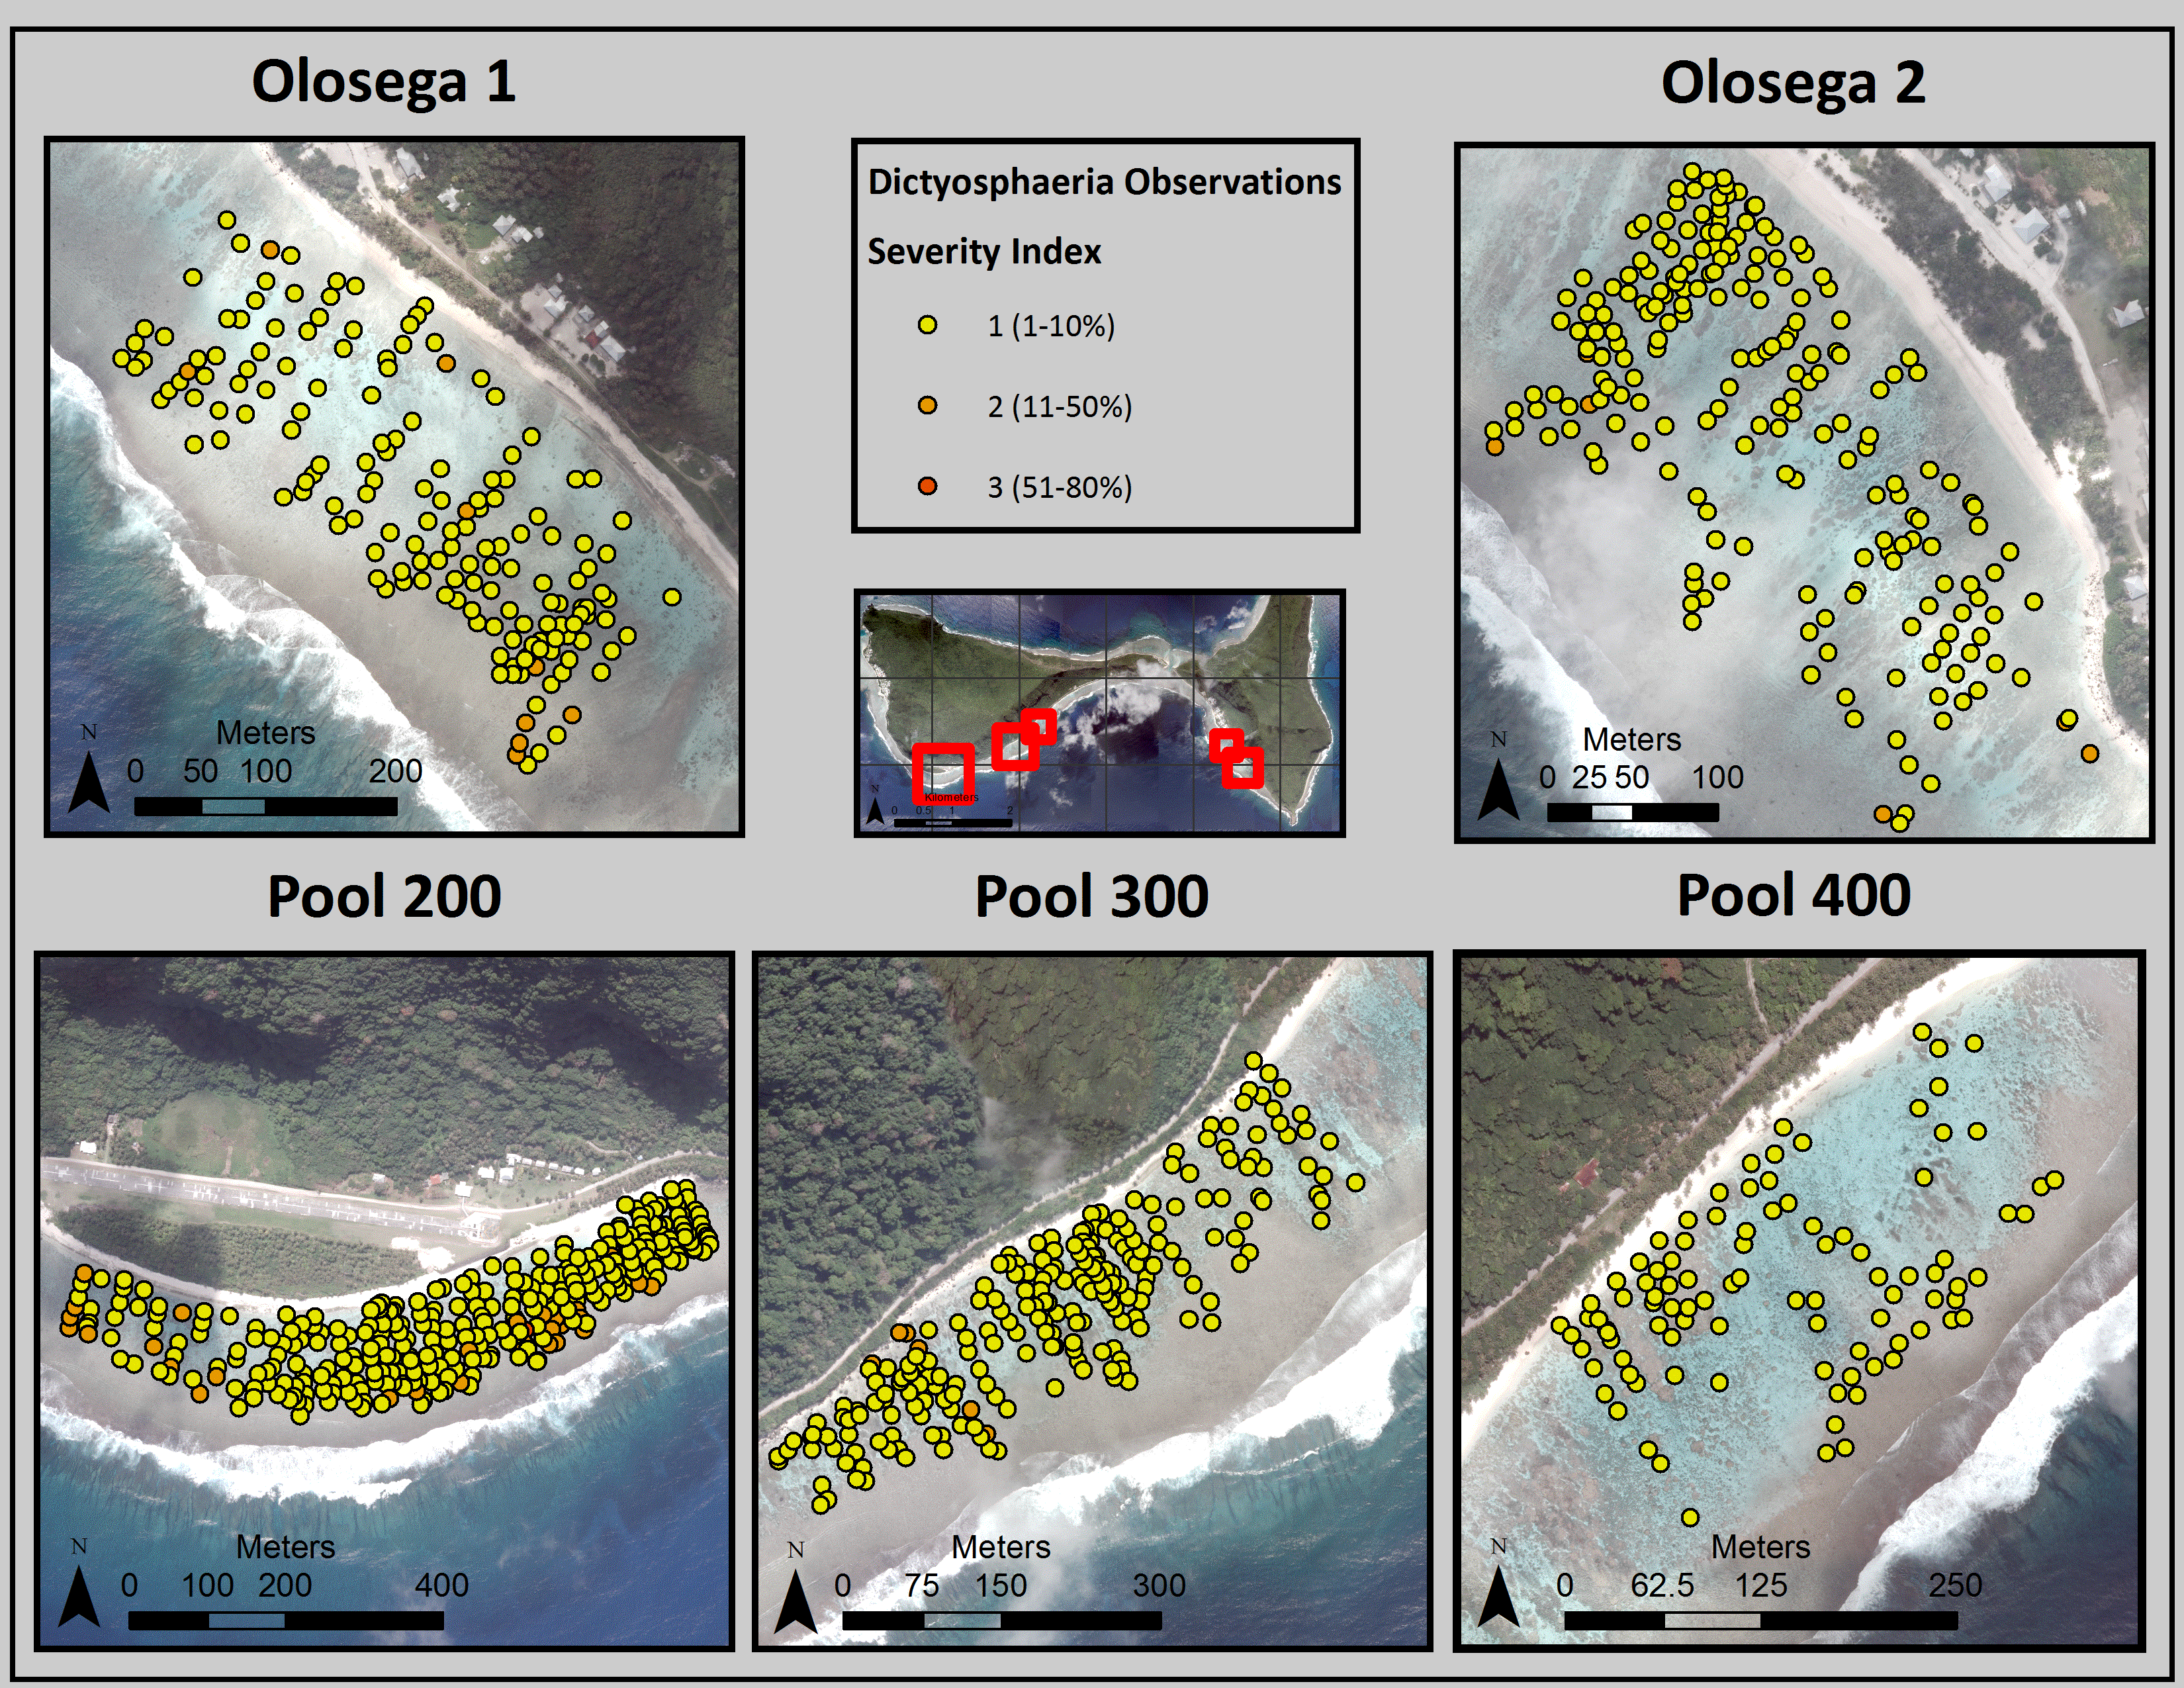 Olosega 1
Olosega 2
Dictyosphaeria Observations
Severity Index
1 (1-10%)
2 (11-50%)
3 (51-80%)
N
Meters
0 50 100 200
N
Kilometers
0 0.5 1 2
N
Meters
0 25 50 100
Pool 200
Pool 300
Pool 400
N
Meters
0 100 200 400
N
Meters
0 75 150 300
N
Meters
0 62.5 125 250